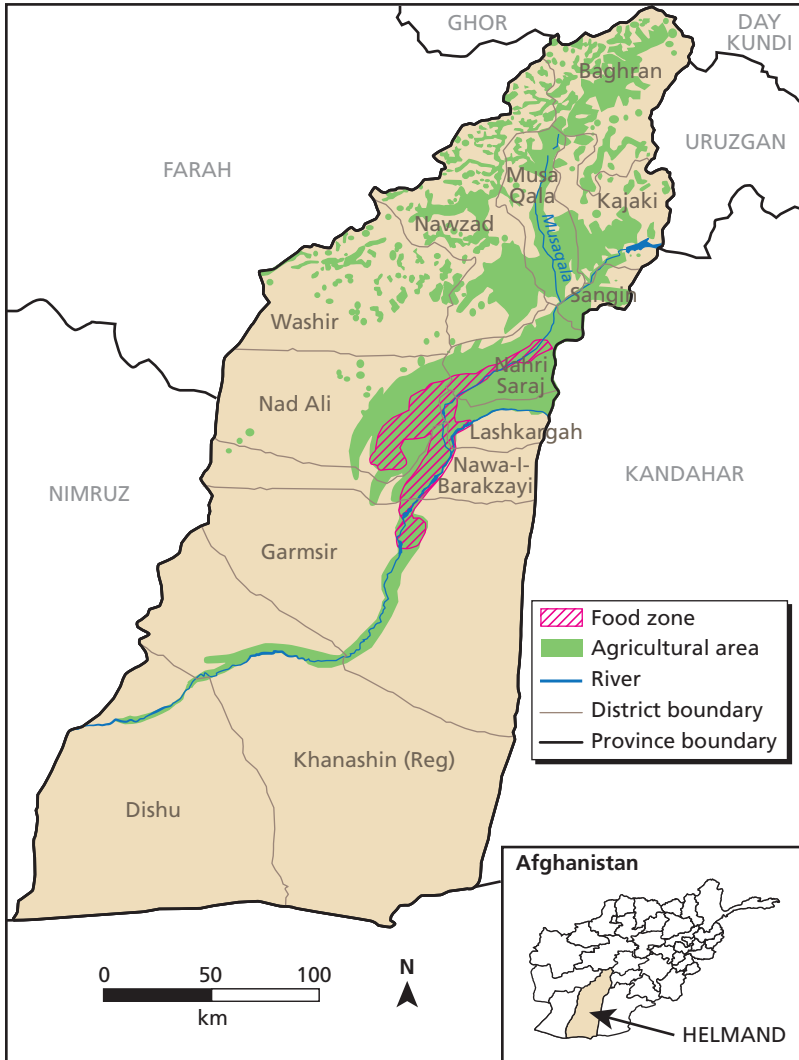 GHOR
DAY
KUNDI
Baghran
URUZGAN
FARAH
Musa
Qala
Kajaki
Nawzad
Musaqala
Sangin
Washir
Nahri
Saraj
Nad Ali
Lashkargah
Nawa-I-
Barakzayi
KANDAHAR
NIMRUZ
Garmsir
Food zone
Agricultural area
River
District boundary
Province boundary
Khanashin (Reg)
Dishu
Afghanistan
HELMAND
0 50 100
km
N